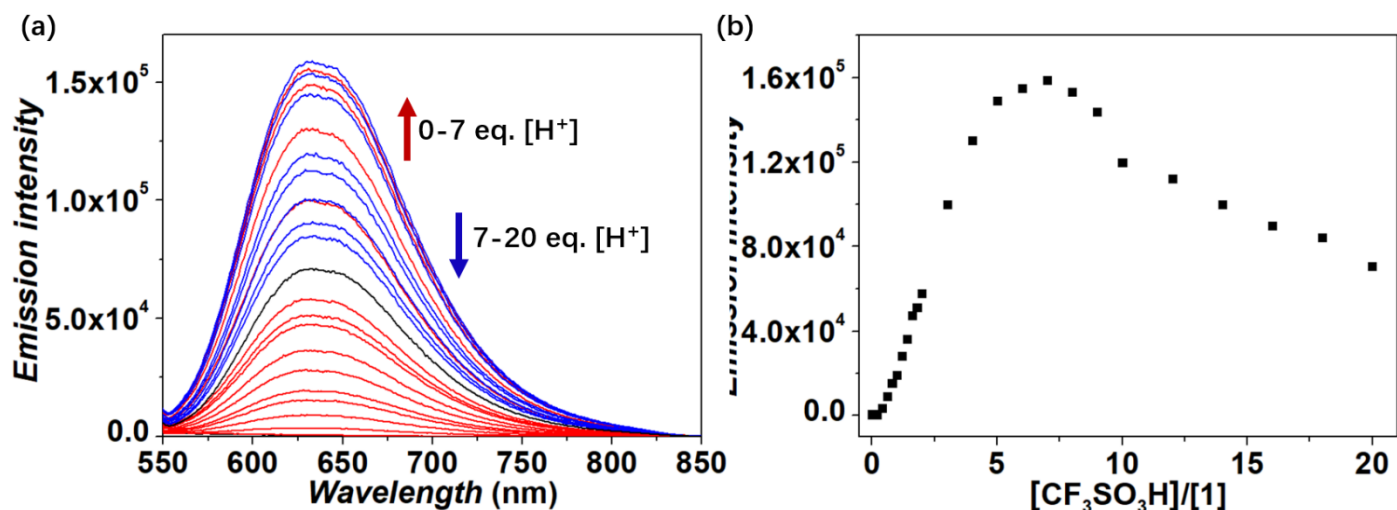 (a)
Emission intensity
1.5x10⁵
1.0x10⁵
5.0x10⁴
0.0
0-7 eq. [H⁺]
7-20 eq. [H⁺]
550 600 650 700 750 800 850
Wavelength (nm)
(b)
Emission intensity
1.6x10⁵
1.2x10⁵
8.0x10⁴
4.0x10⁴
0.0
0 5 10 15 20
[CF₃SO₃H]/[1]